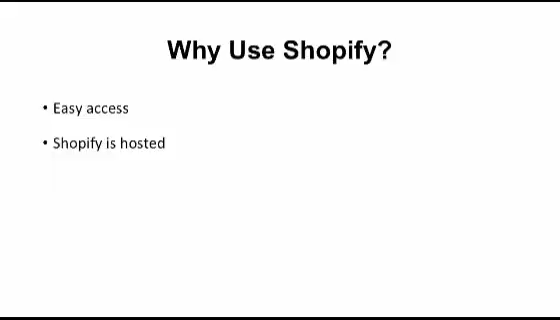 Why Use Shopify?
• Easy access
• Shopify is hosted